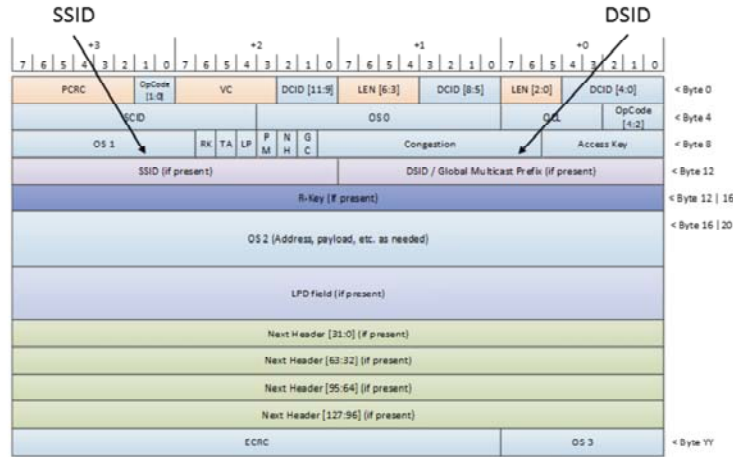 SSID DSID
+3 +2 +1 +0
7 6 5 4 3 2 1 0 7 6 5 4 3 2 1 0 7 6 5 4 3 2 1 0 7 6 5 4 3 2 1 0
PCRC OpCode [1:0] VC DCID [11:9] LEN [6:3] DCID [8:5] LEN [2:0] DCID [4:0] < Byte 0
SCID OS 0 OpCode [4:2] < Byte 4
OS 1 RK TA LP PM NH GC Congestion Access Key < Byte 8
SSID (if present) DSID / Global Multicast Prefix (if present) < Byte 12
R-Key (if present) < Byte 12 | 16
OS 2 (Address, payload, etc. as needed) < Byte 16 | 20
LPD field (if present)
Next Header [31:0] (if present)
Next Header [63:32] (if present)
Next Header [95:64] (if present)
Next Header [127:96] (if present)
ECRC OS 3 < Byte YY